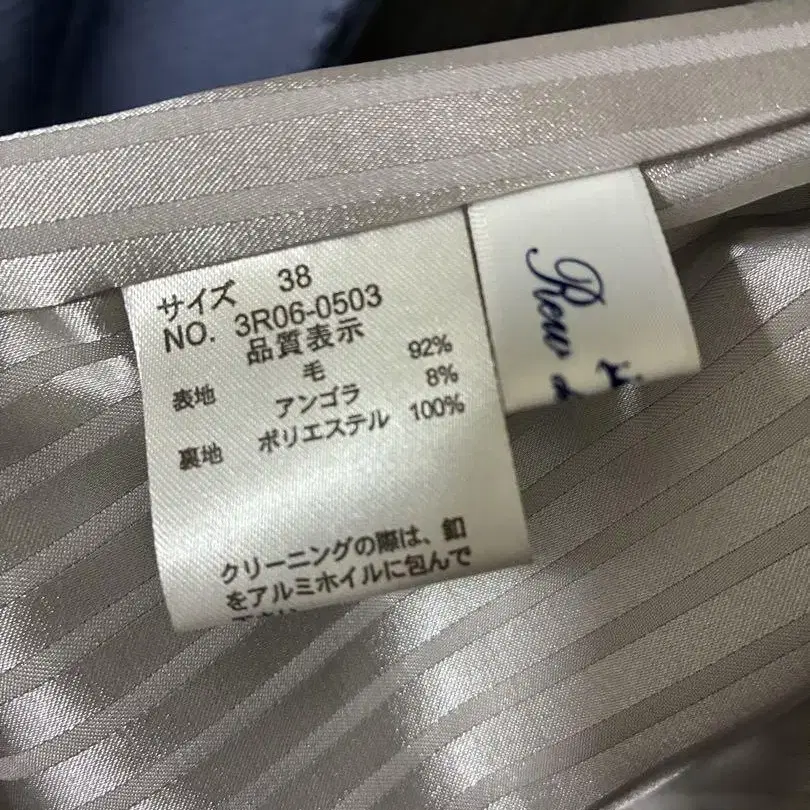 サイズ 38
NO. 3R06-0503
品質表示
表地 毛 92%
アンゴラ 8%
裏地 ポリエステル 100%
クリーニングの際は、釦
をアルミホイルに包んで
Row